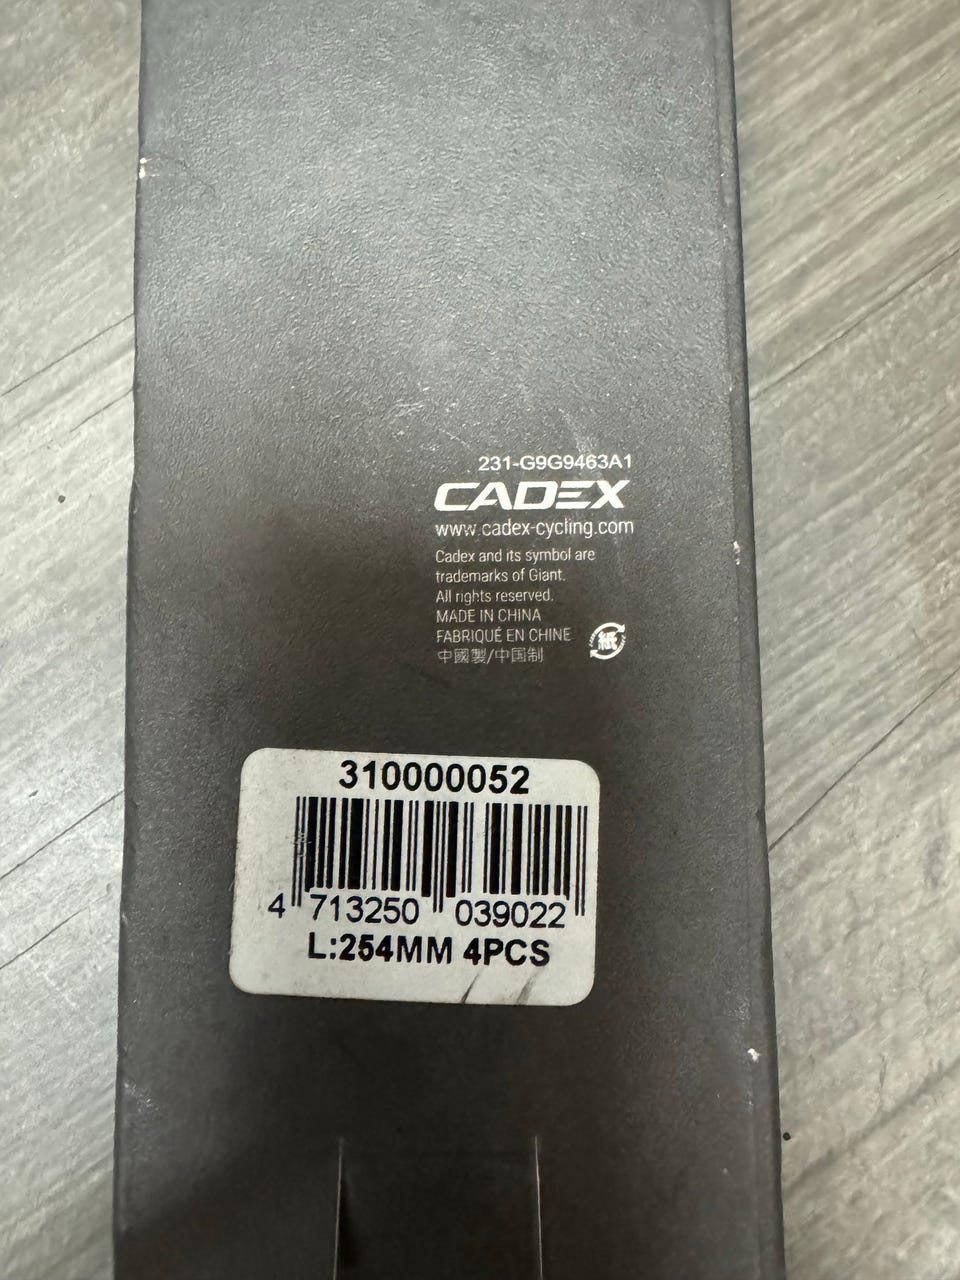 231-G9G9463A1
CADEX
www.cadex-cycling.com
Cadex and its symbol are
trademarks of Giant.
All rights reserved.
MADE IN CHINA
FABRIQUÉ EN CHINE
中國製/中国制
紙
310000052
4 713250 039022
L:254MM 4PCS